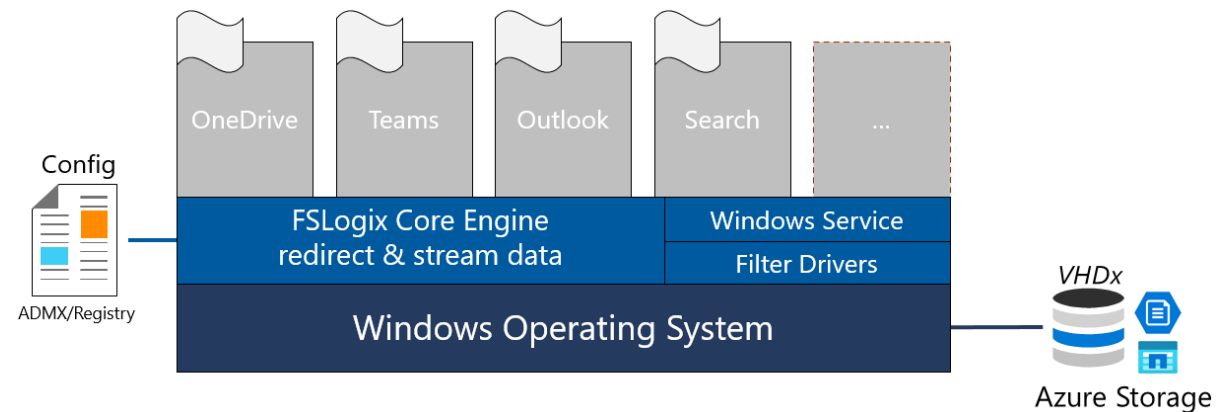 OneDrive
Teams
Outlook
Search
...
Config
ADMX/Registry
FSLogix Core Engine
redirect & stream data
Windows Service
Filter Drivers
Windows Operating System
VHDx
Azure Storage